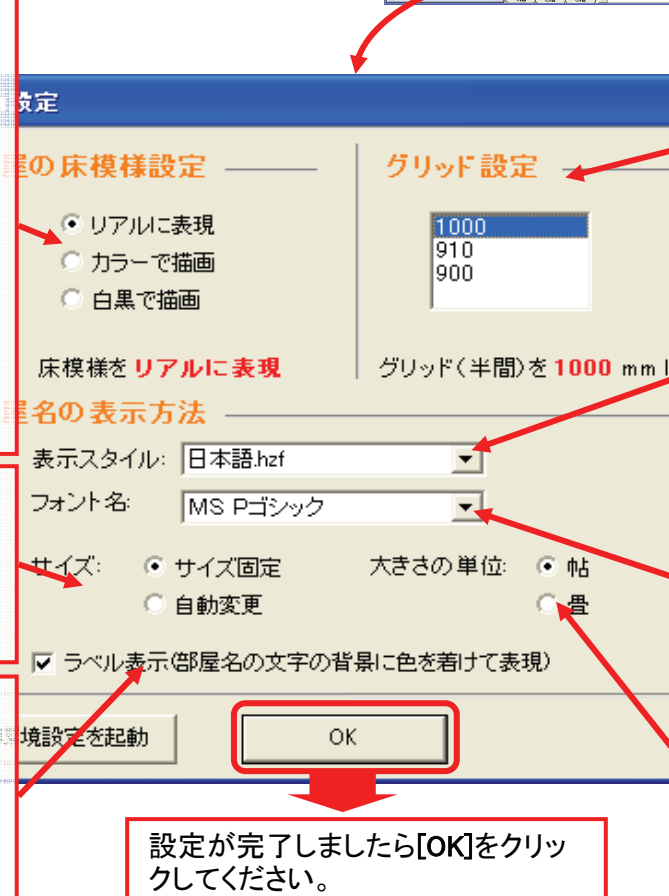 設定
屋の床模様設定
グリッド設定
リアルに表現
カラーで描画
白黒で描画
1000
910
900
床模様をリアルに表現
グリッド(半間)を1000 mm
屋名の表示方法
表示スタイル:
日本語.hzf
フォント名:
MS Pゴシック
サイズ:
サイズ固定
自動変更
大きさの単位:
帖
畳
ラベル表示(部屋名の文字の背景に色を着けて表現)
境設定を起動
OK
設定が完了しましたら[OK]をクリッ
クしてください。